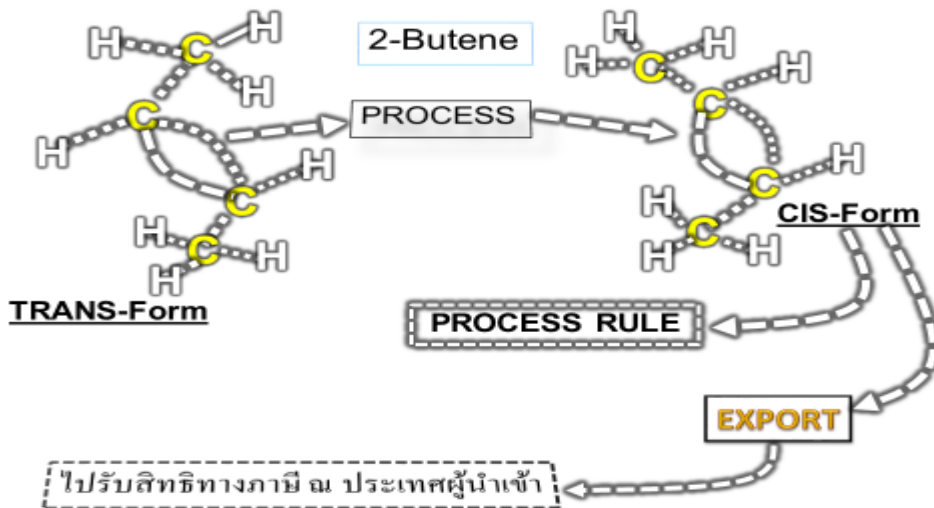 2-Butene
H
C
H
H
C
H
C
H
C
H
H
H
PROCESS
H
H
H
C
C
H
C
H
H
C
H
H
TRANS-Form
CIS-Form
PROCESS RULE
EXPORT
ไปรับสิทธิทางภาษี ณ ประเทศผู้นำเข้า